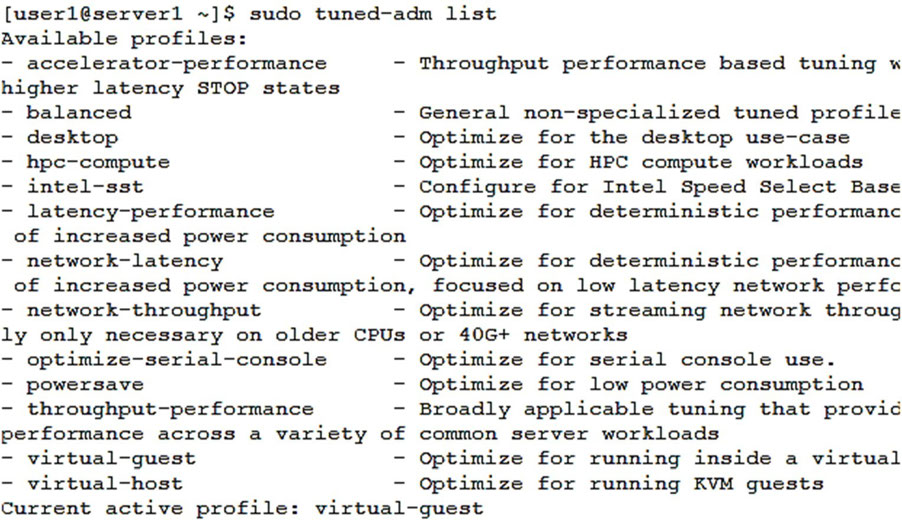 [user1@server1 ~]$ sudo tuned-adm list
Available profiles:
- accelerator-performance - Throughput performance based tuning
higher latency STOP states
- balanced - General non-specialized tuned profile
- desktop - Optimize for the desktop use-case
- hpc-compute - Optimize for HPC compute workloads
- intel-sst - Configure for Intel Speed Select Base
- latency-performance - Optimize for deterministic
of increased power consumption
- network-latency - Optimize for deterministic
of increased power consumption, focused on low latency network
- network-throughput - Optimize for streaming network
ly only necessary on older CPUs or 40G+ networks
- optimize-serial-console - Optimize for serial console use.
- powersave - Optimize for low power consumption
- throughput-performance - Broadly applicable tuning that
performance across a variety of common server workloads
- virtual-guest - Optimize for running inside a virtual
- virtual-host - Optimize for running KVM guests
Current active profile: virtual-guest